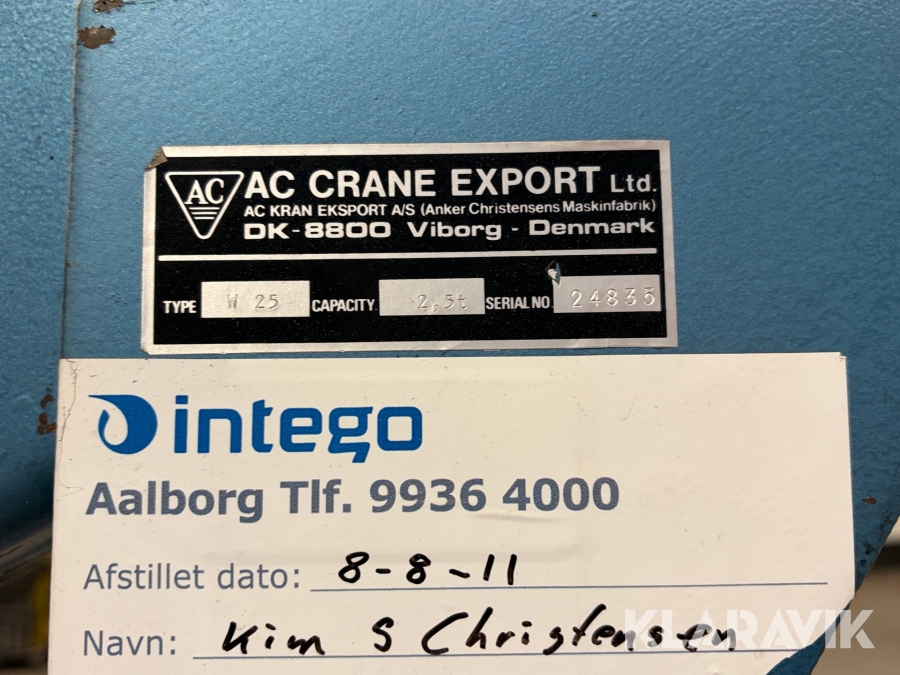 AC
AC CRANE EXPORT Ltd.
AC KRAN EKSPORT A/S (Anker Christensens Maskinfabrik)
DK-8800 Viborg - Denmark
TYPE W 25 CAPACITY 2,5t SERIAL NO. 24835
intego
Aalborg Tlf. 9936 4000
Afstillet dato: 8-8-11
Navn: Kim S Christensen
KLARAVIK